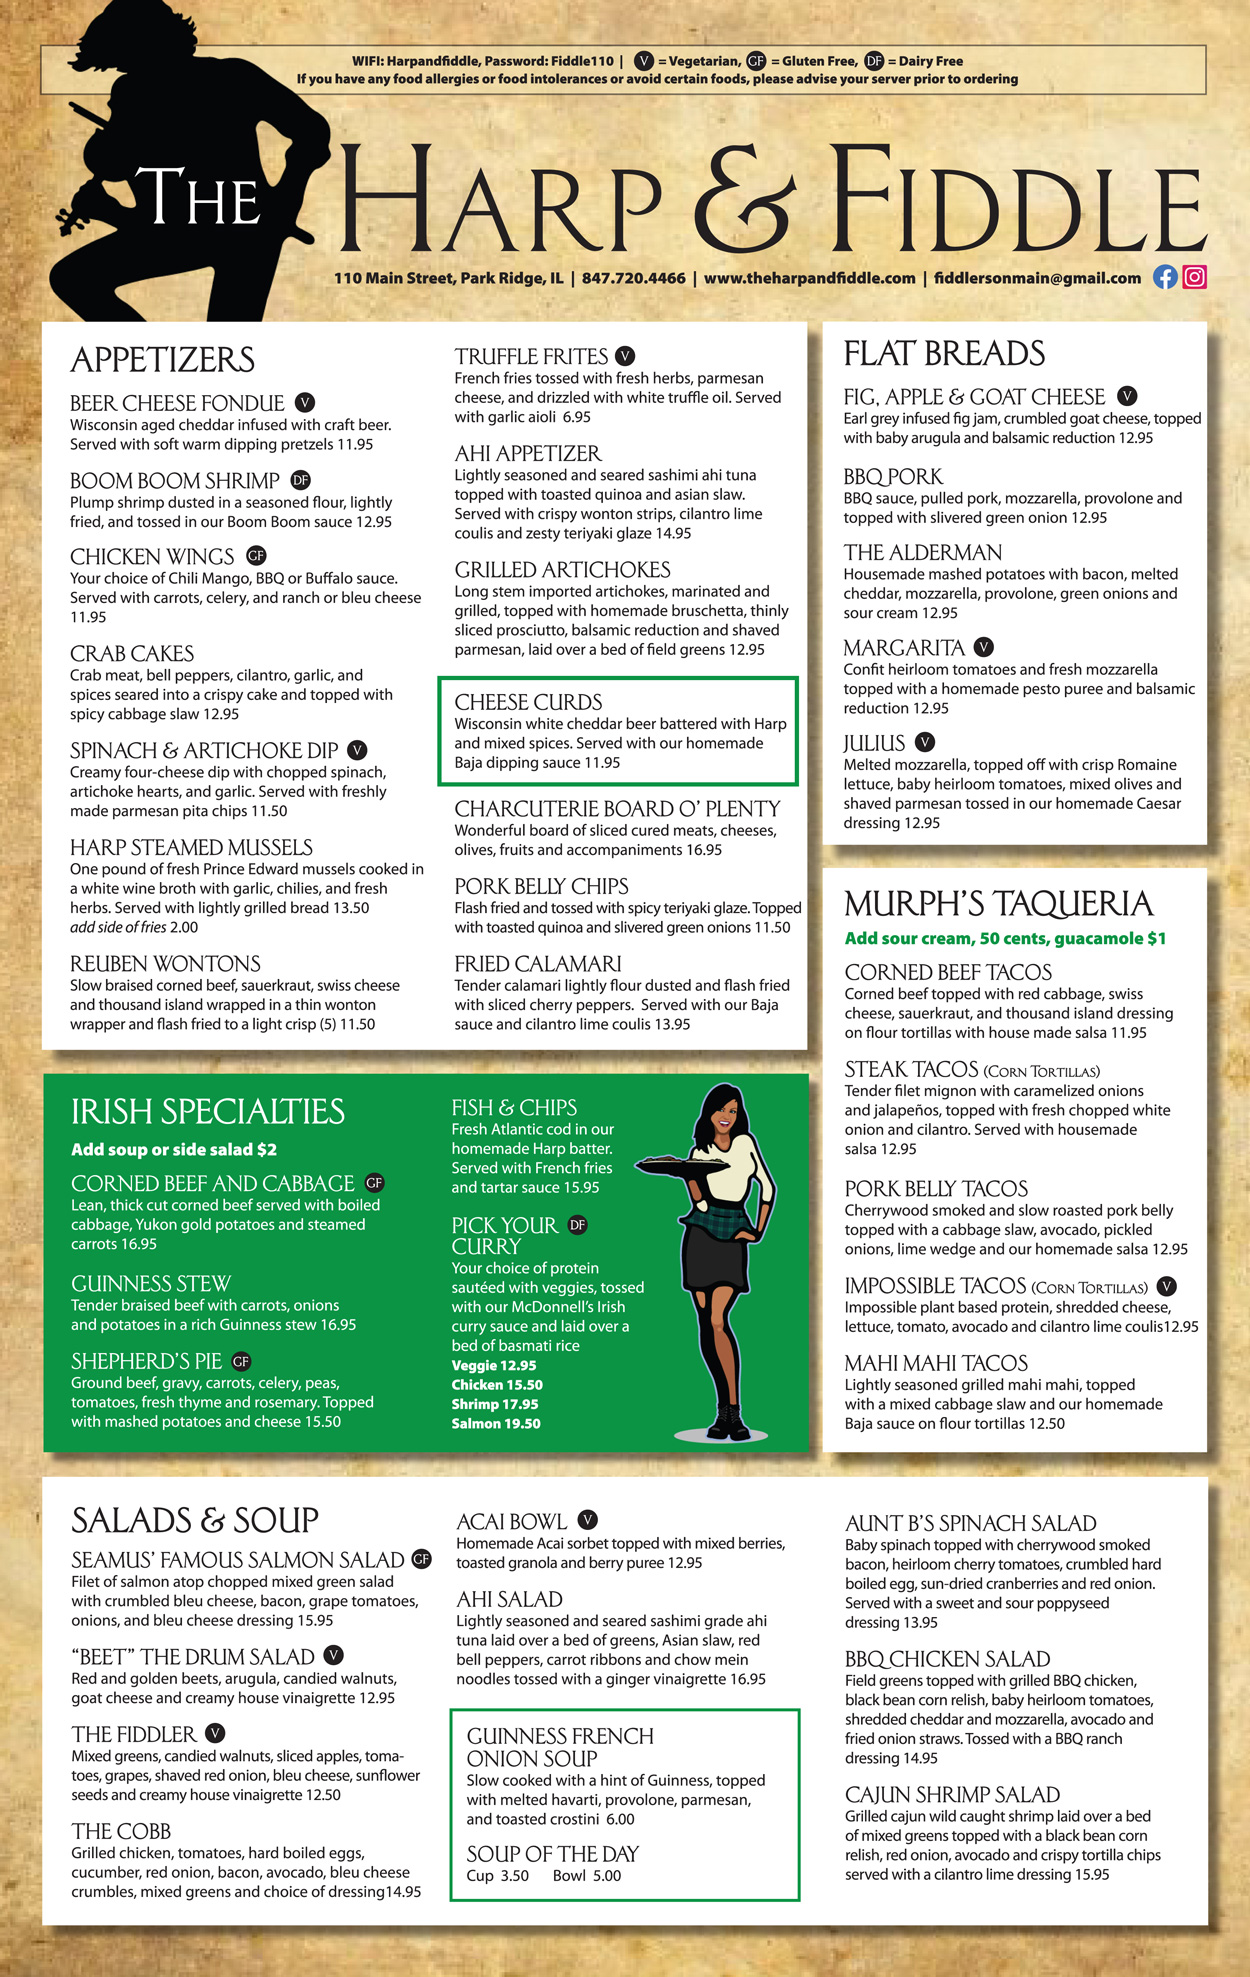 WIFI: Harpandfiddle, Password: Fiddle110 | V = Vegetarian, GF = Gluten Free, DF = Dairy Free
If you have any food allergies or food intolerances or avoid certain foods, please advise your server prior to ordering
THE HARP & FIDDLE
110 Main Street, Park Ridge, IL | 847.720.4466 | www.theharpandfiddle.com | fiddlersonmain@gmail.com
APPETIZERS
BEER CHEESE FONDUE V
Wisconsin aged cheddar infused with craft beer.
Served with soft warm dipping pretzels 11.95
BOOM BOOM SHRIMP DF
Plump shrimp dusted in a seasoned flour, lightly
fried, and tossed in our Boom Boom sauce 12.95
CHICKEN WINGS GF
Your choice of Chili Mango, BBQ or Buffalo sauce.
Served with carrots, celery, and ranch or bleu cheese
11.95
CRAB CAKES
Crab meat, bell peppers, cilantro, garlic, and
spices seared into a crispy cake and topped with
spicy cabbage slaw 12.95
SPINACH & ARTICHOKE DIP V
Creamy four-cheese dip with chopped spinach,
artichoke hearts, and garlic. Served with freshly
made parmesan pita chips 11.50
HARP STEAMED MUSSELS
One pound of fresh Prince Edward mussels cooked in
a white wine broth with garlic, chilies, and fresh
herbs. Served with lightly grilled bread 13.50
add side of fries 2.00
REUBEN WONTONS
Slow braised corned beef, sauerkraut, swiss cheese
and thousand island wrapped in a thin wonton
wrapper and flash fried to a light crisp (5) 11.50
TRUFFLE FRITES V
French fries tossed with fresh herbs, parmesan
cheese, and drizzled with white truffle oil. Served
with garlic aioli 6.95
AHI APPETIZER
Lightly seasoned and seared sashimi ahi tuna
topped with toasted quinoa and asian slaw.
Served with crispy wonton strips, cilantro lime
coulis and zesty teriyaki glaze 14.95
GRILLED ARTICHOKES
Long stem imported artichokes, marinated and
grilled, topped with homemade bruschetta, thinly
sliced prosciutto, balsamic reduction and shaved
parmesan, laid over a bed of field greens 12.95
CHEESE CURDS
Wisconsin white cheddar beer battered with Harp
and mixed spices. Served with our homemade
Baja dipping sauce 11.95
CHARCUTERIE BOARD O' PLENTY
Wonderful board of sliced cured meats, cheeses,
olives, fruits and accompaniments 16.95
PORK BELLY CHIPS
Flash fried and tossed with spicy teriyaki glaze. Topped
with toasted quinoa and slivered green onions 11.50
FRIED CALAMARI
Tender calamari lightly flour dusted and flash fried
with sliced cherry peppers. Served with our Baja
sauce and cilantro lime coulis 13.95
FLAT BREADS
FIG, APPLE & GOAT CHEESE V
Earl grey infused fig jam, crumbled goat cheese, topped
with baby arugula and balsamic reduction 12.95
BBQ PORK
BBQ sauce, pulled pork, mozzarella, provolone and
topped with slivered green onion 12.95
THE ALDERMAN
Housemade mashed potatoes with bacon, melted
cheddar, mozzarella, provolone, green onions and
sour cream 12.95
MARGARITA V
Confit heirloom tomatoes and fresh mozzarella
topped with a homemade pesto puree and balsamic
reduction 12.95
JULIUS V
Melted mozzarella, topped off with crisp Romaine
lettuce, baby heirloom tomatoes, mixed olives and
shaved parmesan tossed in our homemade Caesar
dressing 12.95
MURPH'S TAQUERIA
Add sour cream, 50 cents, guacamole $1
CORNED BEEF TACOS
Corned beef topped with red cabbage, swiss
cheese, sauerkraut, and thousand island dressing
on flour tortillas with house made salsa 11.95
STEAK TACOS (CORN TORTILLAS)
Tender filet mignon with caramelized onions
and jalapeños, topped with fresh chopped white
onion and cilantro. Served with housemade
salsa 12.95
PORK BELLY TACOS
Cherrywood smoked and slow roasted pork belly
topped with a cabbage slaw, avocado, pickled
onions, lime wedge and our homemade salsa 12.95
IMPOSSIBLE TACOS (CORN TORTILLAS) V
Impossible plant based protein, shredded cheese,
lettuce, tomato, avocado and cilantro lime coulis12.95
MAHI MAHI TACOS
Lightly seasoned grilled mahi mahi, topped
with a mixed cabbage slaw and our homemade
Baja sauce on flour tortillas 12.50
IRISH SPECIALTIES
Add soup or side salad $2
CORNED BEEF AND CABBAGE GF
Lean, thick cut corned beef served with boiled
cabbage, Yukon gold potatoes and steamed
carrots 16.95
GUINNESS STEW
Tender braised beef with carrots, onions
and potatoes in a rich Guinness stew 16.95
SHEPHERD'S PIE GF
Ground beef, gravy, carrots, celery, peas,
tomatoes, fresh thyme and rosemary. Topped
with mashed potatoes and cheese 15.50
FISH & CHIPS
Fresh Atlantic cod in our
homemade Harp batter.
Served with French fries
and tartar sauce 15.95
PICK YOUR DF
CURRY
Your choice of protein
sautéed with veggies, tossed
with our McDonnell's Irish
curry sauce and laid over a
bed of basmati rice
Veggie 12.95
Chicken 15.50
Shrimp 17.95
Salmon 19.50
SALADS & SOUP
SEAMUS' FAMOUS SALMON SALAD GF
Filet of salmon atop chopped mixed green salad
with crumbled bleu cheese, bacon, grape tomatoes,
onions, and bleu cheese dressing 15.95
"BEET" THE DRUM SALAD V
Red and golden beets, arugula, candied walnuts,
goat cheese and creamy house vinaigrette 12.95
THE FIDDLER V
Mixed greens, candied walnuts, sliced apples, toma-
toes, grapes, shaved red onion, bleu cheese, sunflower
seeds and creamy house vinaigrette 12.50
THE COBB
Grilled chicken, tomatoes, hard boiled eggs,
cucumber, red onion, bacon, avocado, bleu cheese
crumbles, mixed greens and choice of dressing14.95
ACAI BOWL V
Homemade Acai sorbet topped with mixed berries,
toasted granola and berry puree 12.95
AHI SALAD
Lightly seasoned and seared sashimi grade ahi
tuna laid over a bed of greens, Asian slaw, red
bell peppers, carrot ribbons and chow mein
noodles tossed with a ginger vinaigrette 16.95
GUINNESS FRENCH
ONION SOUP
Slow cooked with a hint of Guinness, topped
with melted havarti, provolone, parmesan,
and toasted crostini 6.00
SOUP OF THE DAY
Cup 3.50 Bowl 5.00
AUNT B'S SPINACH SALAD
Baby spinach topped with cherrywood smoked
bacon, heirloom cherry tomatoes, crumbled hard
boiled egg, sun-dried cranberries and red onion.
Served with a sweet and sour poppyseed
dressing 13.95
BBQ CHICKEN SALAD
Field greens topped with grilled BBQ chicken,
black bean corn relish, baby heirloom tomatoes,
shredded cheddar and mozzarella, avocado and
fried onion straws. Tossed with a BBQ ranch
dressing 14.95
CAJUN SHRIMP SALAD
Grilled cajun wild caught shrimp laid over a bed
of mixed greens topped with a black bean corn
relish, red onion, avocado and crispy tortilla chips
served with a cilantro lime dressing 15.95